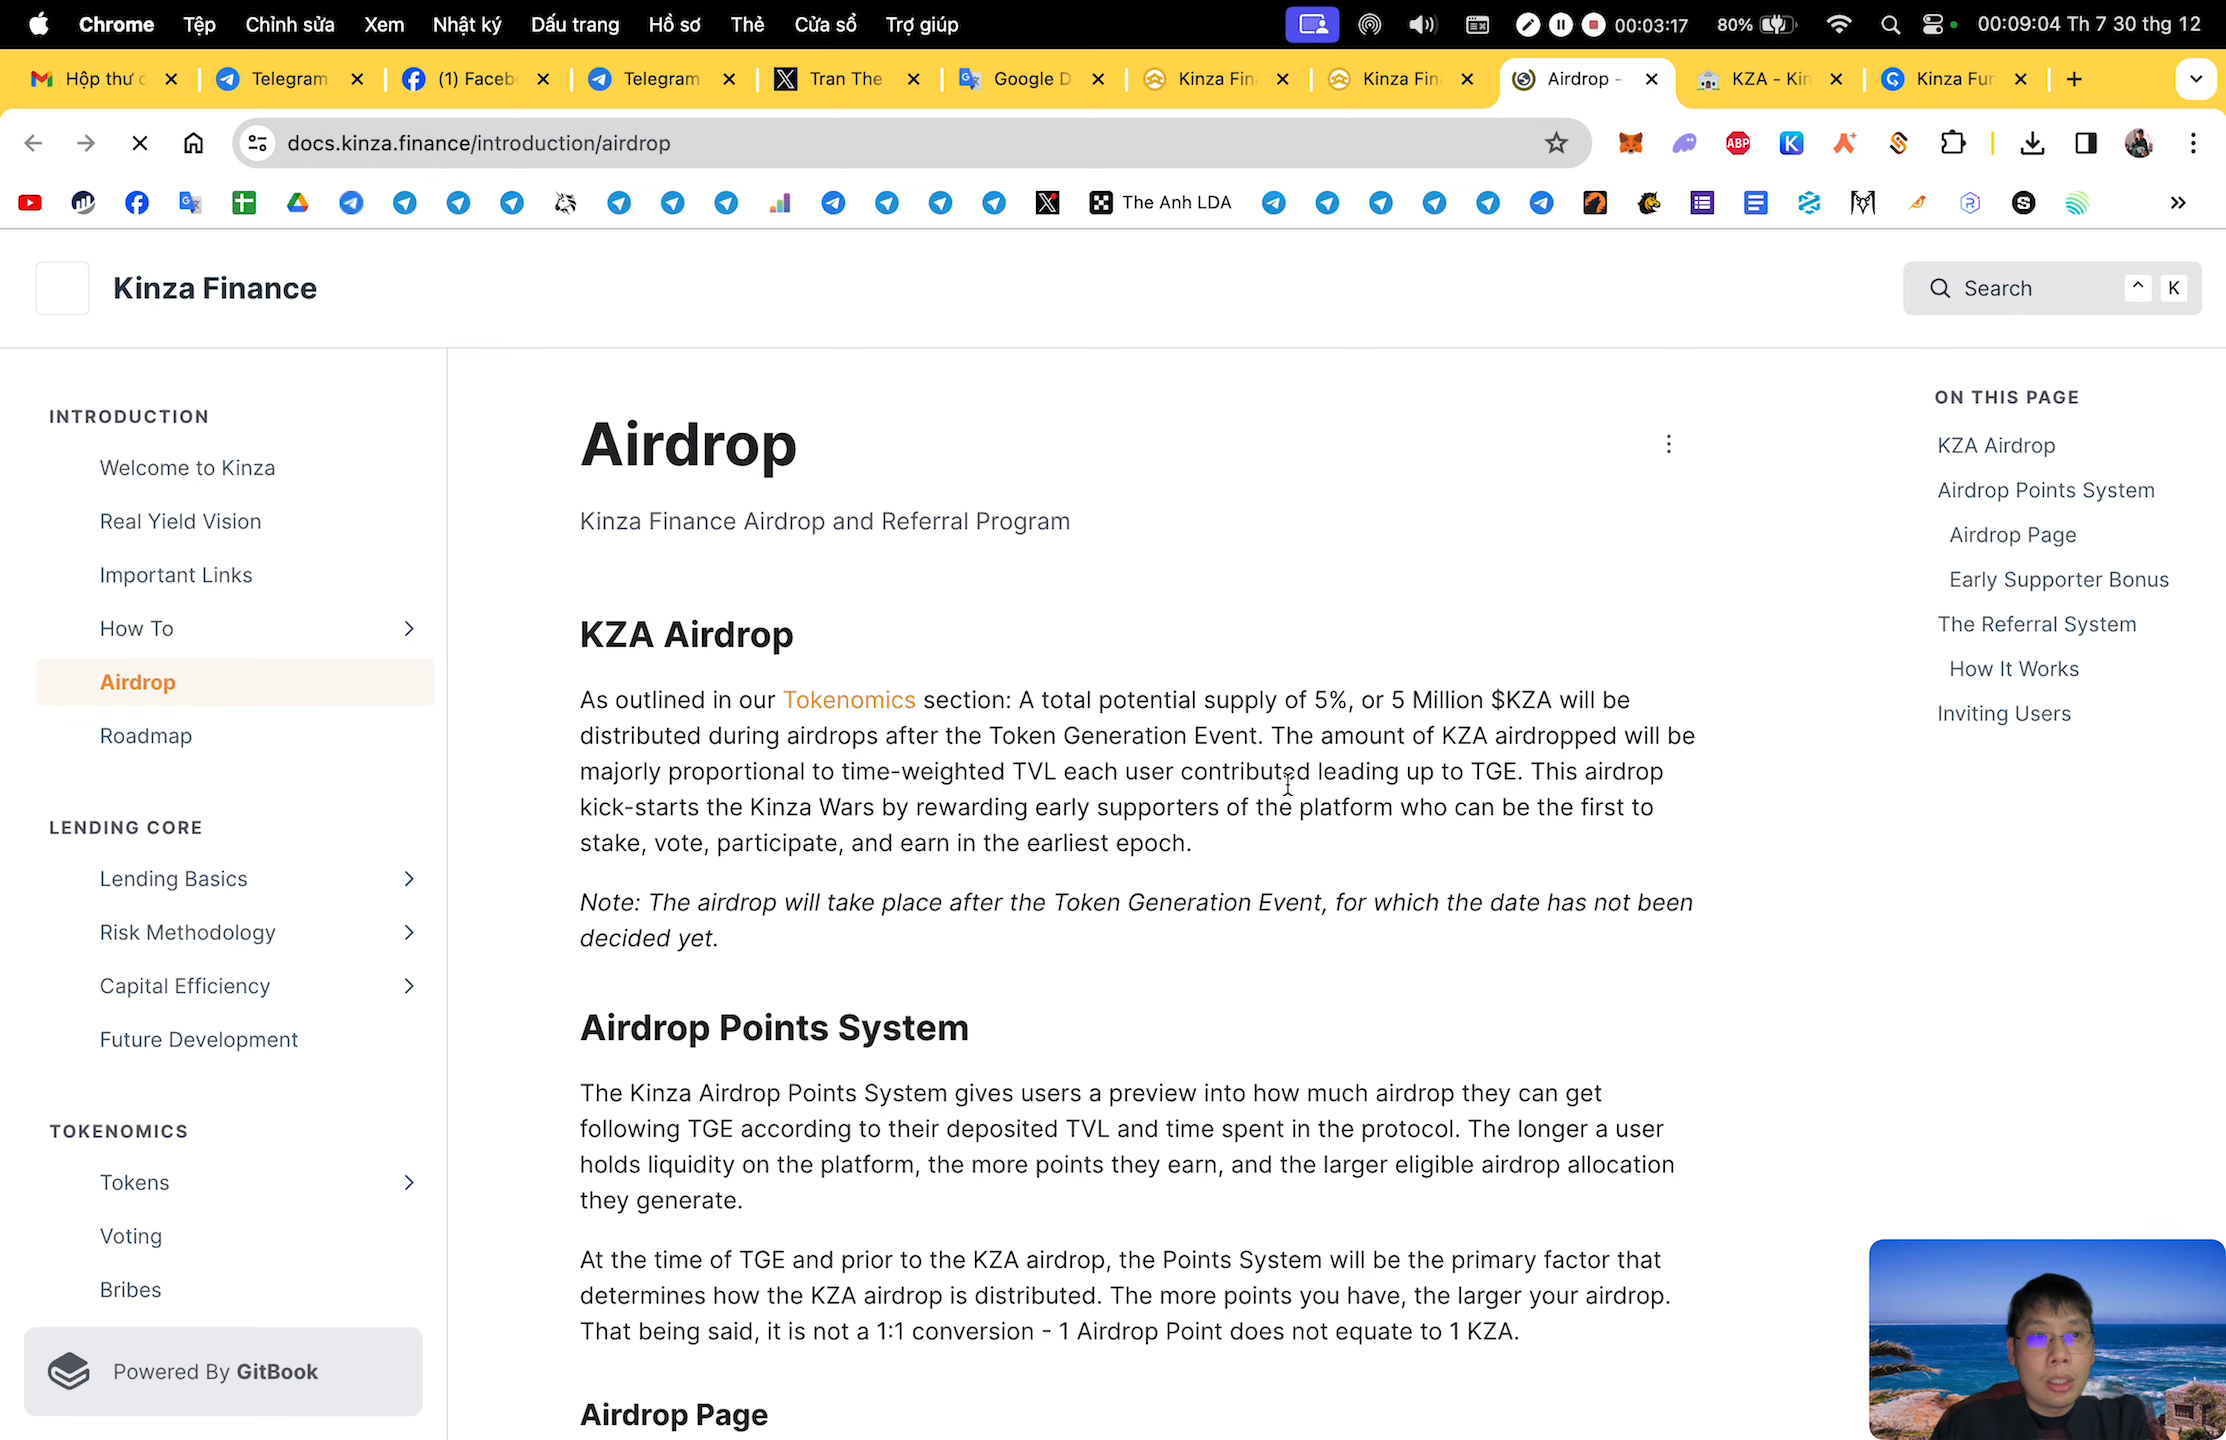 Chrome Tệp Chỉnh sửa Xem Nhật ký Dấu trang Hồ sơ Thẻ Cửa sổ Trợ giúp 00:03:17 80% 00:09:04 Th 7 30 thg 12
Hộp thư Telegram (1) Faceb Telegram Tran The Google D Kinza Fin Kinza Fin Airdrop - KZA - Kin Kinza Fur
docs.kinza.finance/introduction/airdrop ABP K
The Anh LDA
Kinza Finance
Search ^ K
INTRODUCTION
Welcome to Kinza
Real Yield Vision
Important Links
How To
Airdrop
Roadmap
LENDING CORE
Lending Basics
Risk Methodology
Capital Efficiency
Future Development
TOKENOMICS
Tokens
Voting
Bribes
Powered By GitBook
Airdrop
Kinza Finance Airdrop and Referral Program
KZA Airdrop
As outlined in our Tokenomics section: A total potential supply of 5%, or 5 Million $KZA will be
distributed during airdrops after the Token Generation Event. The amount of KZA airdropped will be
majorly proportional to time-weighted TVL each user contributed leading up to TGE. This airdrop
kick-starts the Kinza Wars by rewarding early supporters of the platform who can be the first to
stake, vote, participate, and earn in the earliest epoch.
Note: The airdrop will take place after the Token Generation Event, for which the date has not been
decided yet.
Airdrop Points System
The Kinza Airdrop Points System gives users a preview into how much airdrop they can get
following TGE according to their deposited TVL and time spent in the protocol. The longer a user
holds liquidity on the platform, the more points they earn, and the larger eligible airdrop allocation
they generate.
At the time of TGE and prior to the KZA airdrop, the Points System will be the primary factor that
determines how the KZA airdrop is distributed. The more points you have, the larger your airdrop.
That being said, it is not a 1:1 conversion - 1 Airdrop Point does not equate to 1 KZA.
Airdrop Page
ON THIS PAGE
KZA Airdrop
Airdrop Points System
Airdrop Page
Early Supporter Bonus
The Referral System
How It Works
Inviting Users